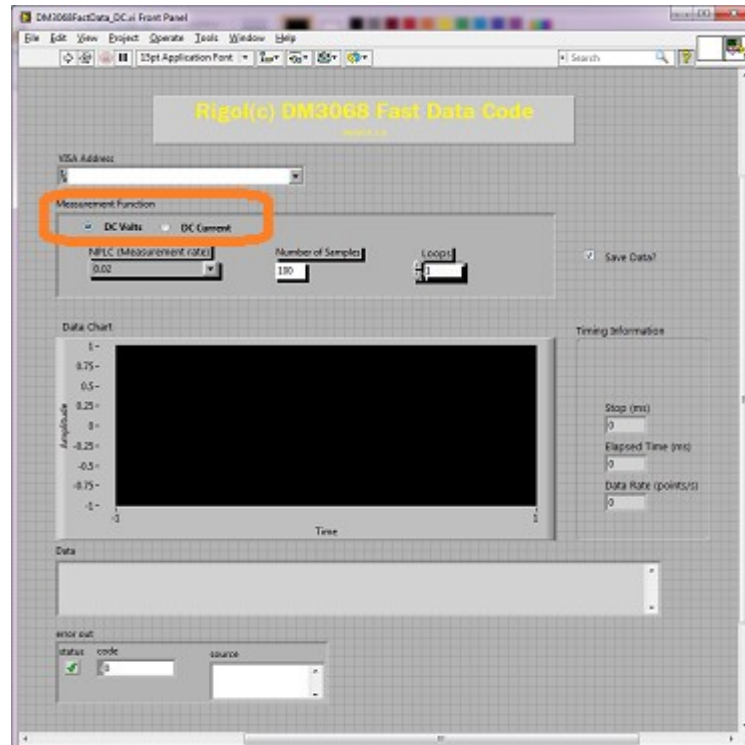 DM3068FastData_DC.vi Front Panel
File Edit View Project Operate Tools Window Help
15pt Application Font
Search
Rigol(c) DM3068 Fast Data Code
VISA Address
Measurement Function
DC Volts DC Current
NPLC (Measurement rate) Number of Samples Loops
0.02 100 1
Save Data?
Data Chart
Timing Information
1
0.75
0.5
0.25
0
-0.25
-0.5
-0.75
-1
Amplitude
-1 1
Time
Stop (ms)
0
Elapsed Time (ms)
0
Data Rate (points/s)
0
Data
error out
status code source
0